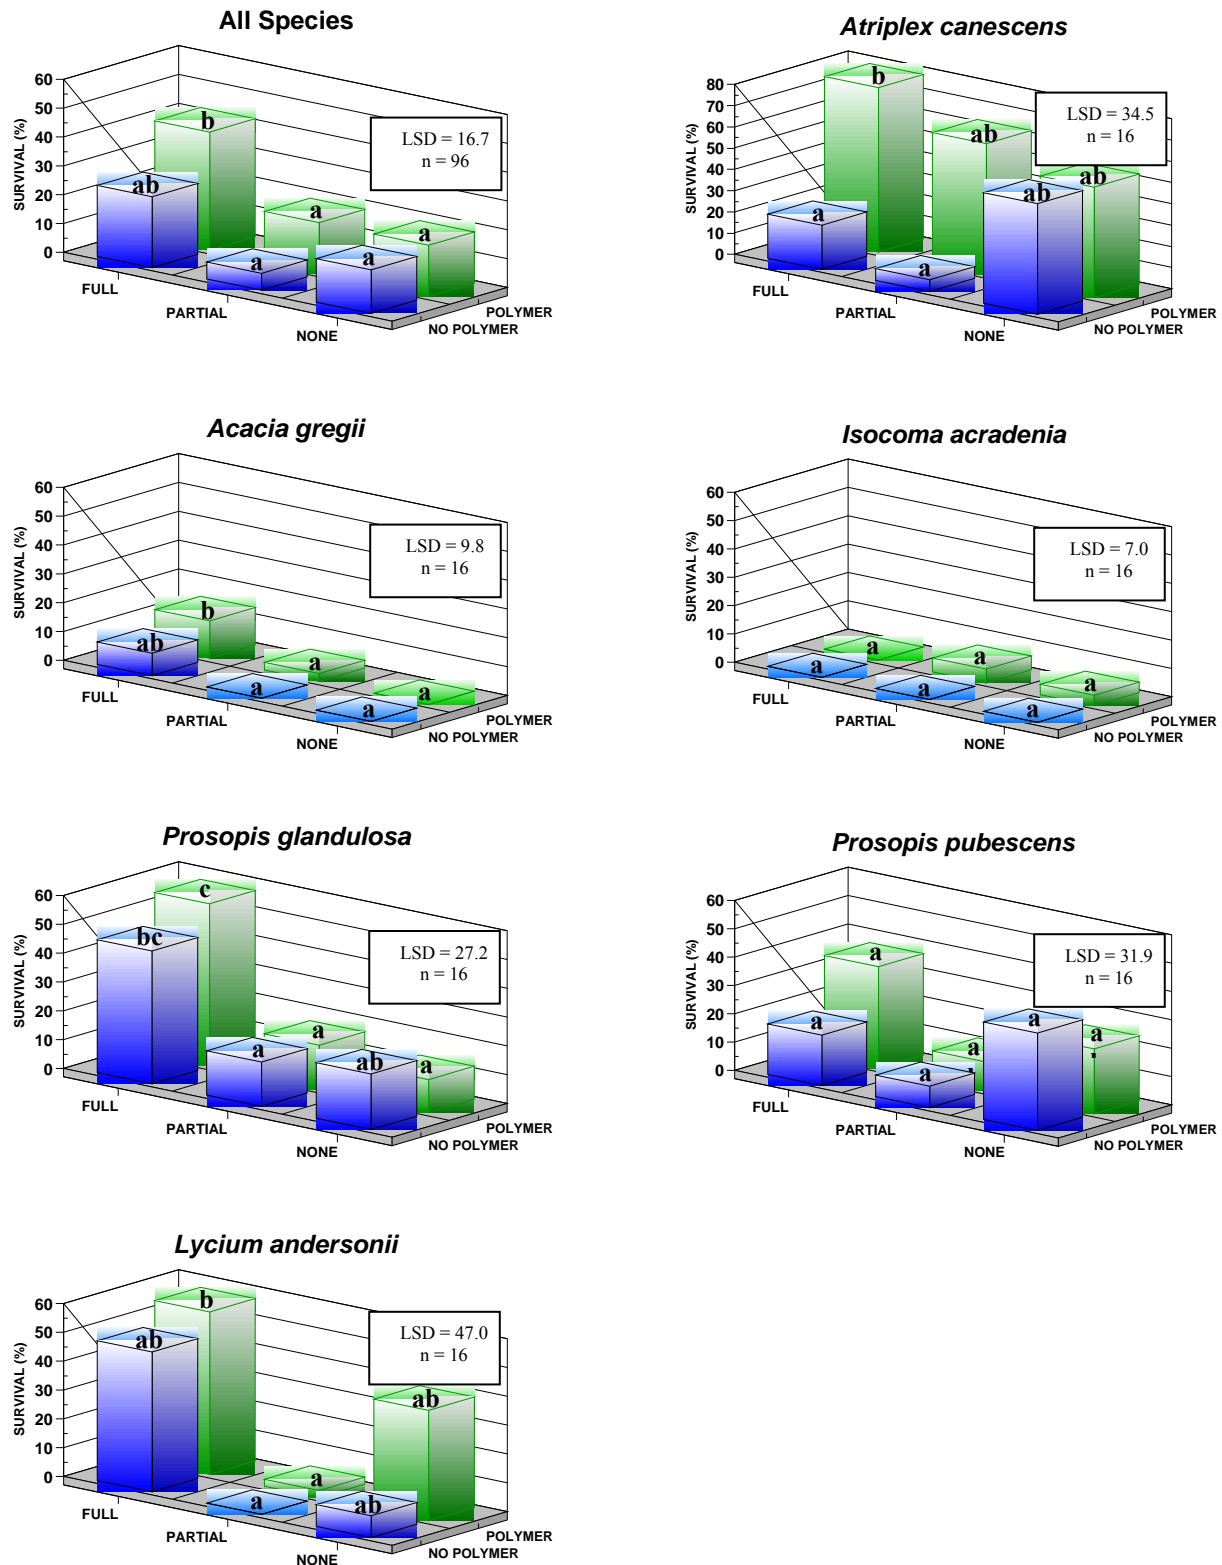 All Species
60
50
40
30
20
10
0
SURVIVAL (%)
LSD = 16.7
n = 96
b
ab
a
a
a
a
FULL
PARTIAL
NONE
POLYMER
NO POLYMER
Atriplex canescens
80
70
60
50
40
30
20
10
0
SURVIVAL (%)
LSD = 34.5
n = 16
b
ab
ab
ab
a
a
FULL
PARTIAL
NONE
POLYMER
NO POLYMER
Acacia gregii
60
50
40
30
20
10
0
SURVIVAL (%)
LSD = 9.8
n = 16
b
ab
a
a
a
a
FULL
PARTIAL
NONE
POLYMER
NO POLYMER
Isocoma acradenia
60
50
40
30
20
10
0
SURVIVAL (%)
LSD = 7.0
n = 16
a
a
a
a
a
a
FULL
PARTIAL
NONE
POLYMER
NO POLYMER
Prosopis glandulosa
60
50
40
30
20
10
0
SURVIVAL (%)
LSD = 27.2
n = 16
c
bc
a
a
ab
a
FULL
PARTIAL
NONE
POLYMER
NO POLYMER
Prosopis pubescens
60
50
40
30
20
10
0
SURVIVAL (%)
LSD = 31.9
n = 16
a
a
a
a
a
a
FULL
PARTIAL
NONE
POLYMER
NO POLYMER
Lycium andersonii
60
50
40
30
20
10
0
SURVIVAL (%)
LSD = 47.0
n = 16
b
ab
ab
a
a
ab
FULL
PARTIAL
NONE
POLYMER
NO POLYMER